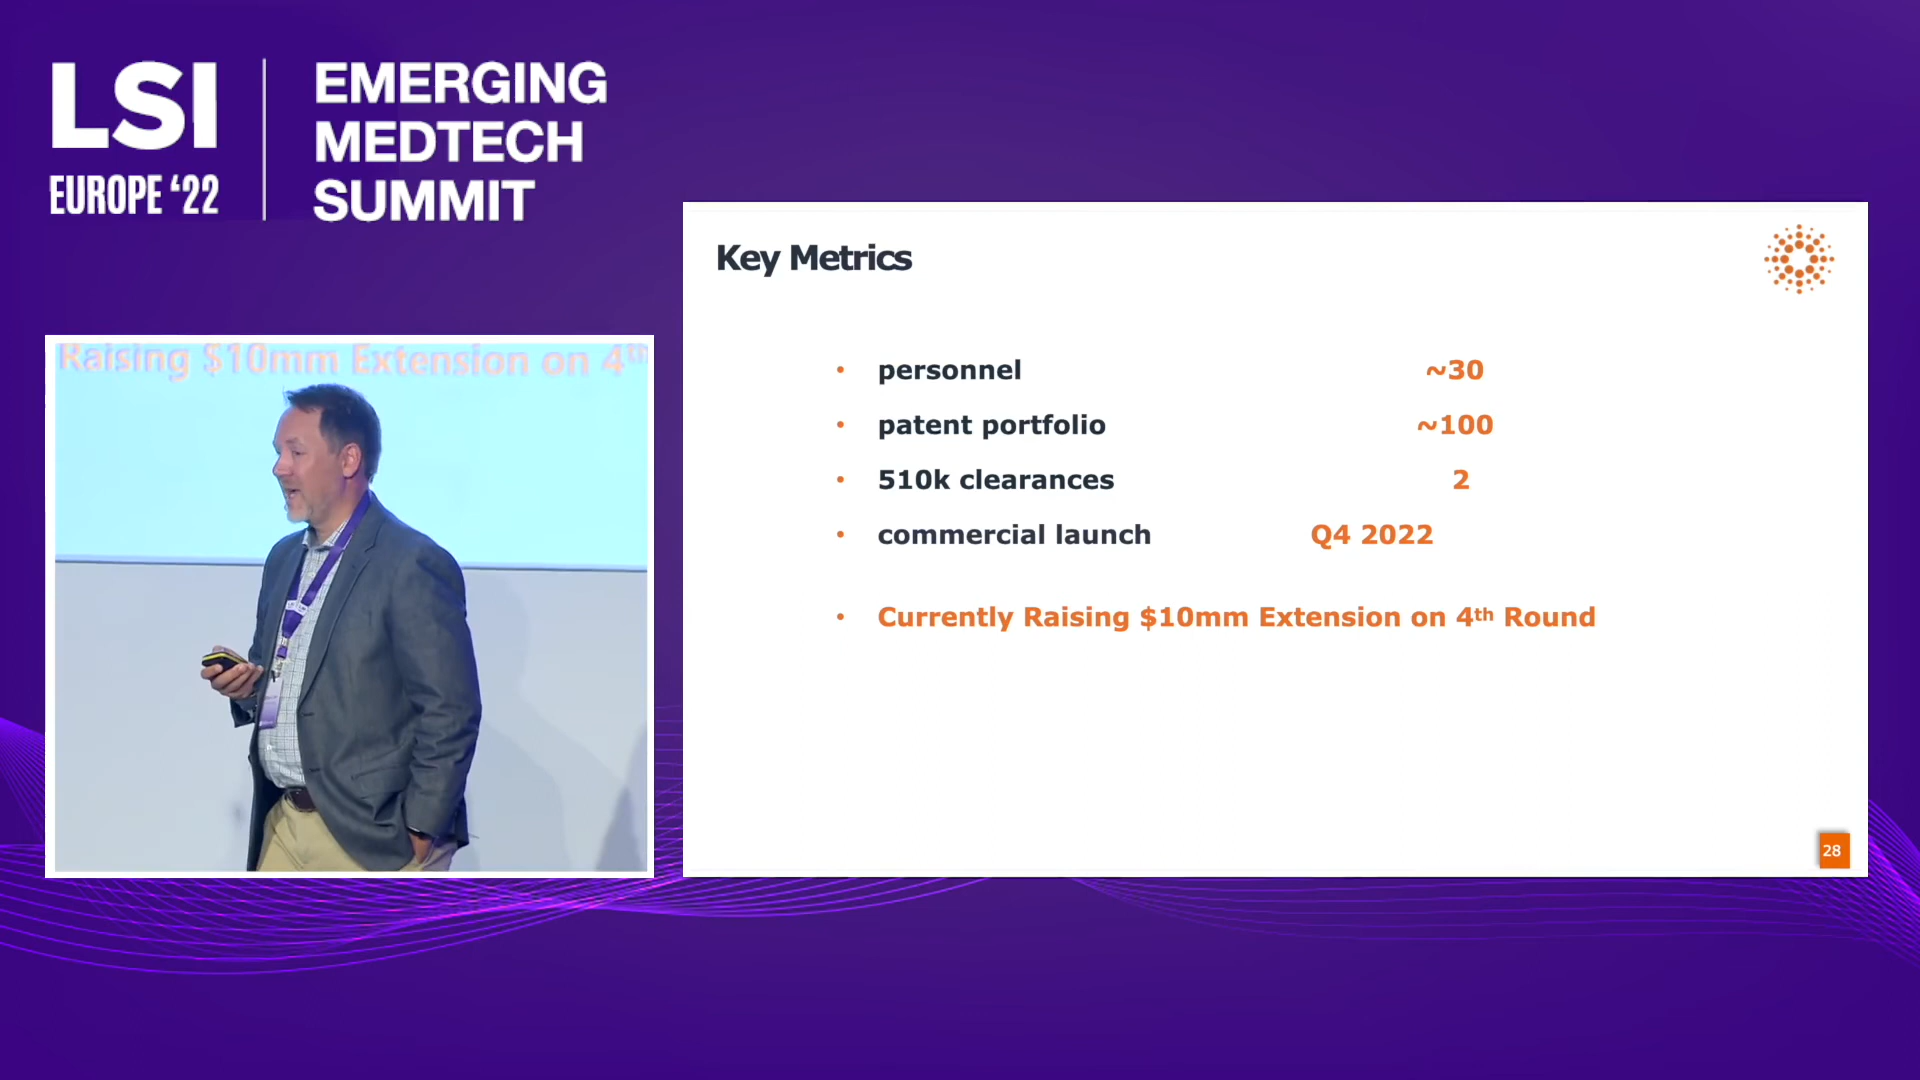 LSI
EUROPE ‘22
EMERGING
MEDTECH
SUMMIT
Key Metrics
• personnel ~30
• patent portfolio ~100
• 510k clearances 2
• commercial launch Q4 2022
• Currently Raising $10mm Extension on 4th Round
28
Raising $10mm Extension on 4th